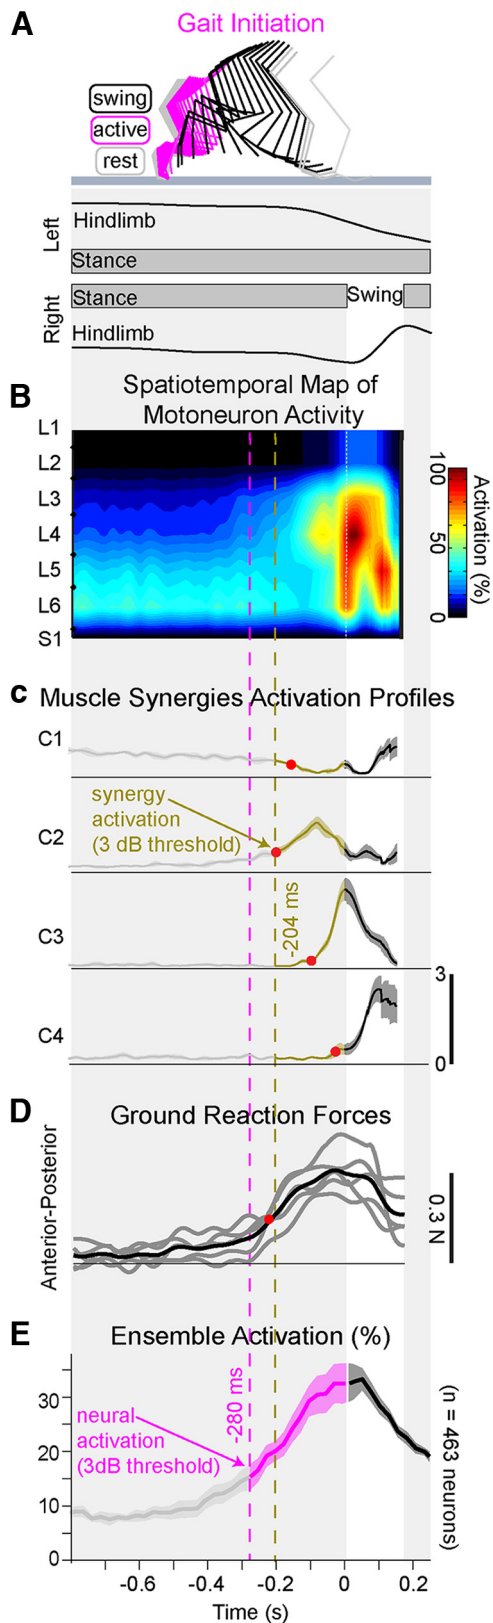 A
Gait Initiation
swing
active
rest
Left
Hindlimb
Stance
Right
Stance
Swing
Hindlimb
B
Spatiotemporal Map of
Motoneuron Activity
L1
L2
L3
L4
L5
L6
S1
100
50
0
Activation (%)
c Muscle Synergies Activation Profiles
C1
synergy
activation
(3 dB threshold)
C2
-204 ms
C3
C4
3
0
D
Ground Reaction Forces
Anterior-Posterior
0.3 N
E
Ensemble Activation (%)
-280 ms
neural
activation
(3dB threshold)
(n = 463 neurons)
30
20
10
0
-0.6 -0.4 -0.2 0 0.2
Time (s)